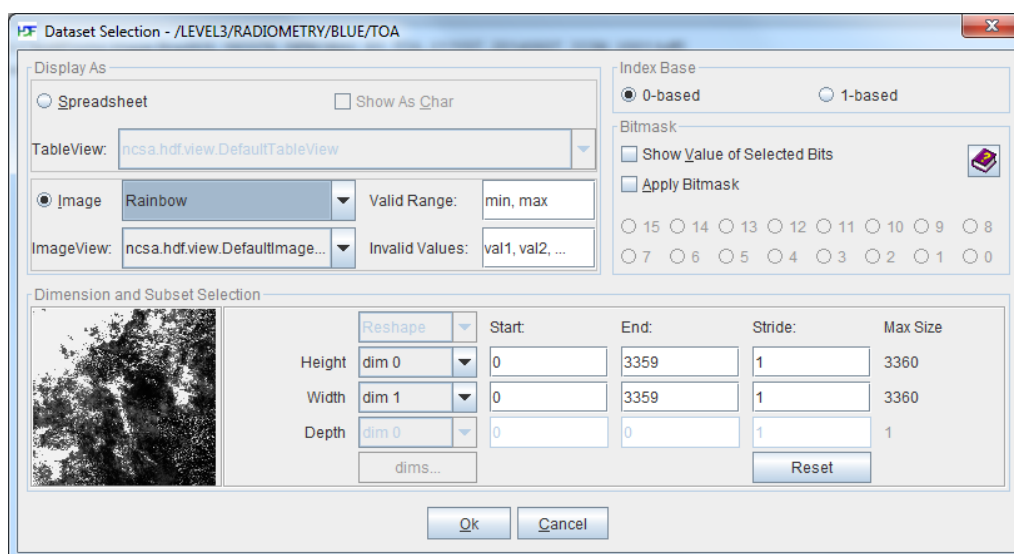 HDF Dataset Selection - /LEVEL3/RADIOMETRY/BLUE/TOA
Display As
Spreadsheet Show As Char
TableView: ncsa.hdf.view.DefaultTableView
Image Rainbow Valid Range: min, max
ImageView: ncsa.hdf.view.DefaultImage... Invalid Values: val1, val2, ...
Index Base
0-based 1-based
Bitmask
Show Value of Selected Bits
Apply Bitmask
15 14 13 12 11 10 9 8
7 6 5 4 3 2 1 0
Dimension and Subset Selection
Reshape Start: End: Stride: Max Size
Height dim 0 0 3359 1 3360
Width dim 1 0 3359 1 3360
Depth dim 0 0 0 1 1
dims... Reset
Ok Cancel